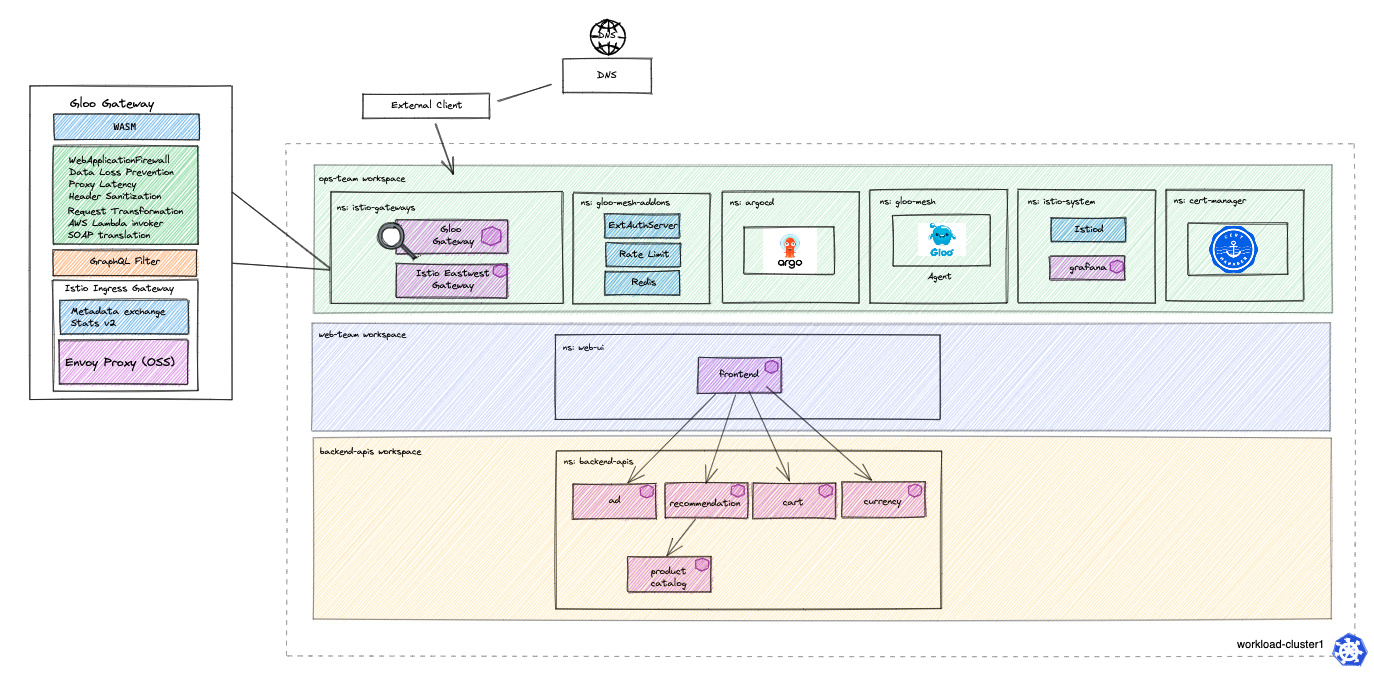 DNS
DNS
External Client
Gloo Gateway
WASM
WebApplicationFirewall
Data Loss Prevention
Proxy Latency
Header Sanitization
Request Transformation
AWS Lambda invoker
SOAP translation
GraphQL Filter
Istio Ingress Gateway
Metadata exchange
Stats v2
Envoy Proxy (OSS)
ops-team workspace
ns: istio-gateways
Gloo
Gateway
Istio Eastwest
Gateway
ns: gloo-mesh-addons
ExtAuthServer
Rate Limit
Redis
ns: argocd
argo
ns: gloo-mesh
Gloo
Agent
ns: istio-system
Istiod
grafana
ns: cert-manager
CERT
MANAGER
web-team workspace
ns: web-ui
frontend
backend-apis workspace
ns: backend-apis
ad
recommendation
cart
currency
product
catalog
workload-cluster1